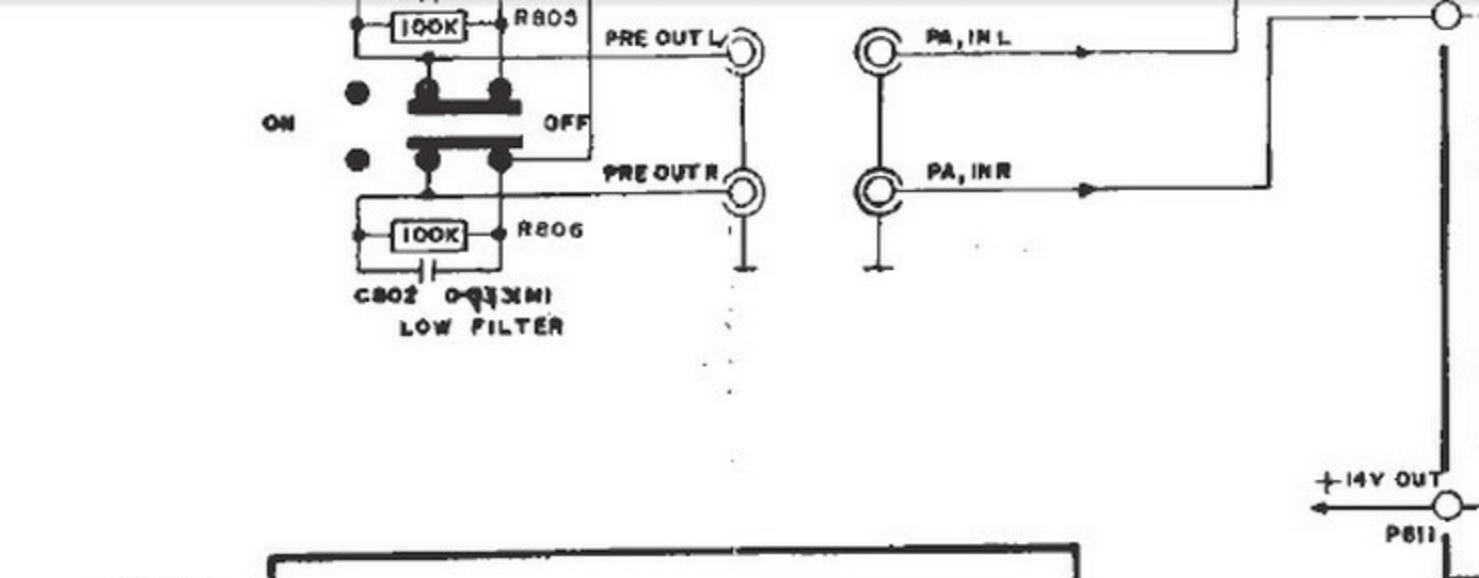 100K R805
PRE OUT L
PA, IN L
ON
OFF
PRE OUT R
PA, IN R
100K R806
C802
LOW FILTER
+14V OUT
P811